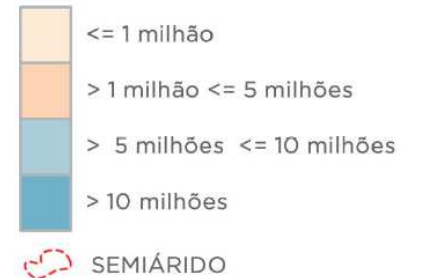 <= 1 milhão
> 1 milhão <= 5 milhões
> 5 milhões <= 10 milhões
> 10 milhões
SEMIÁRIDO